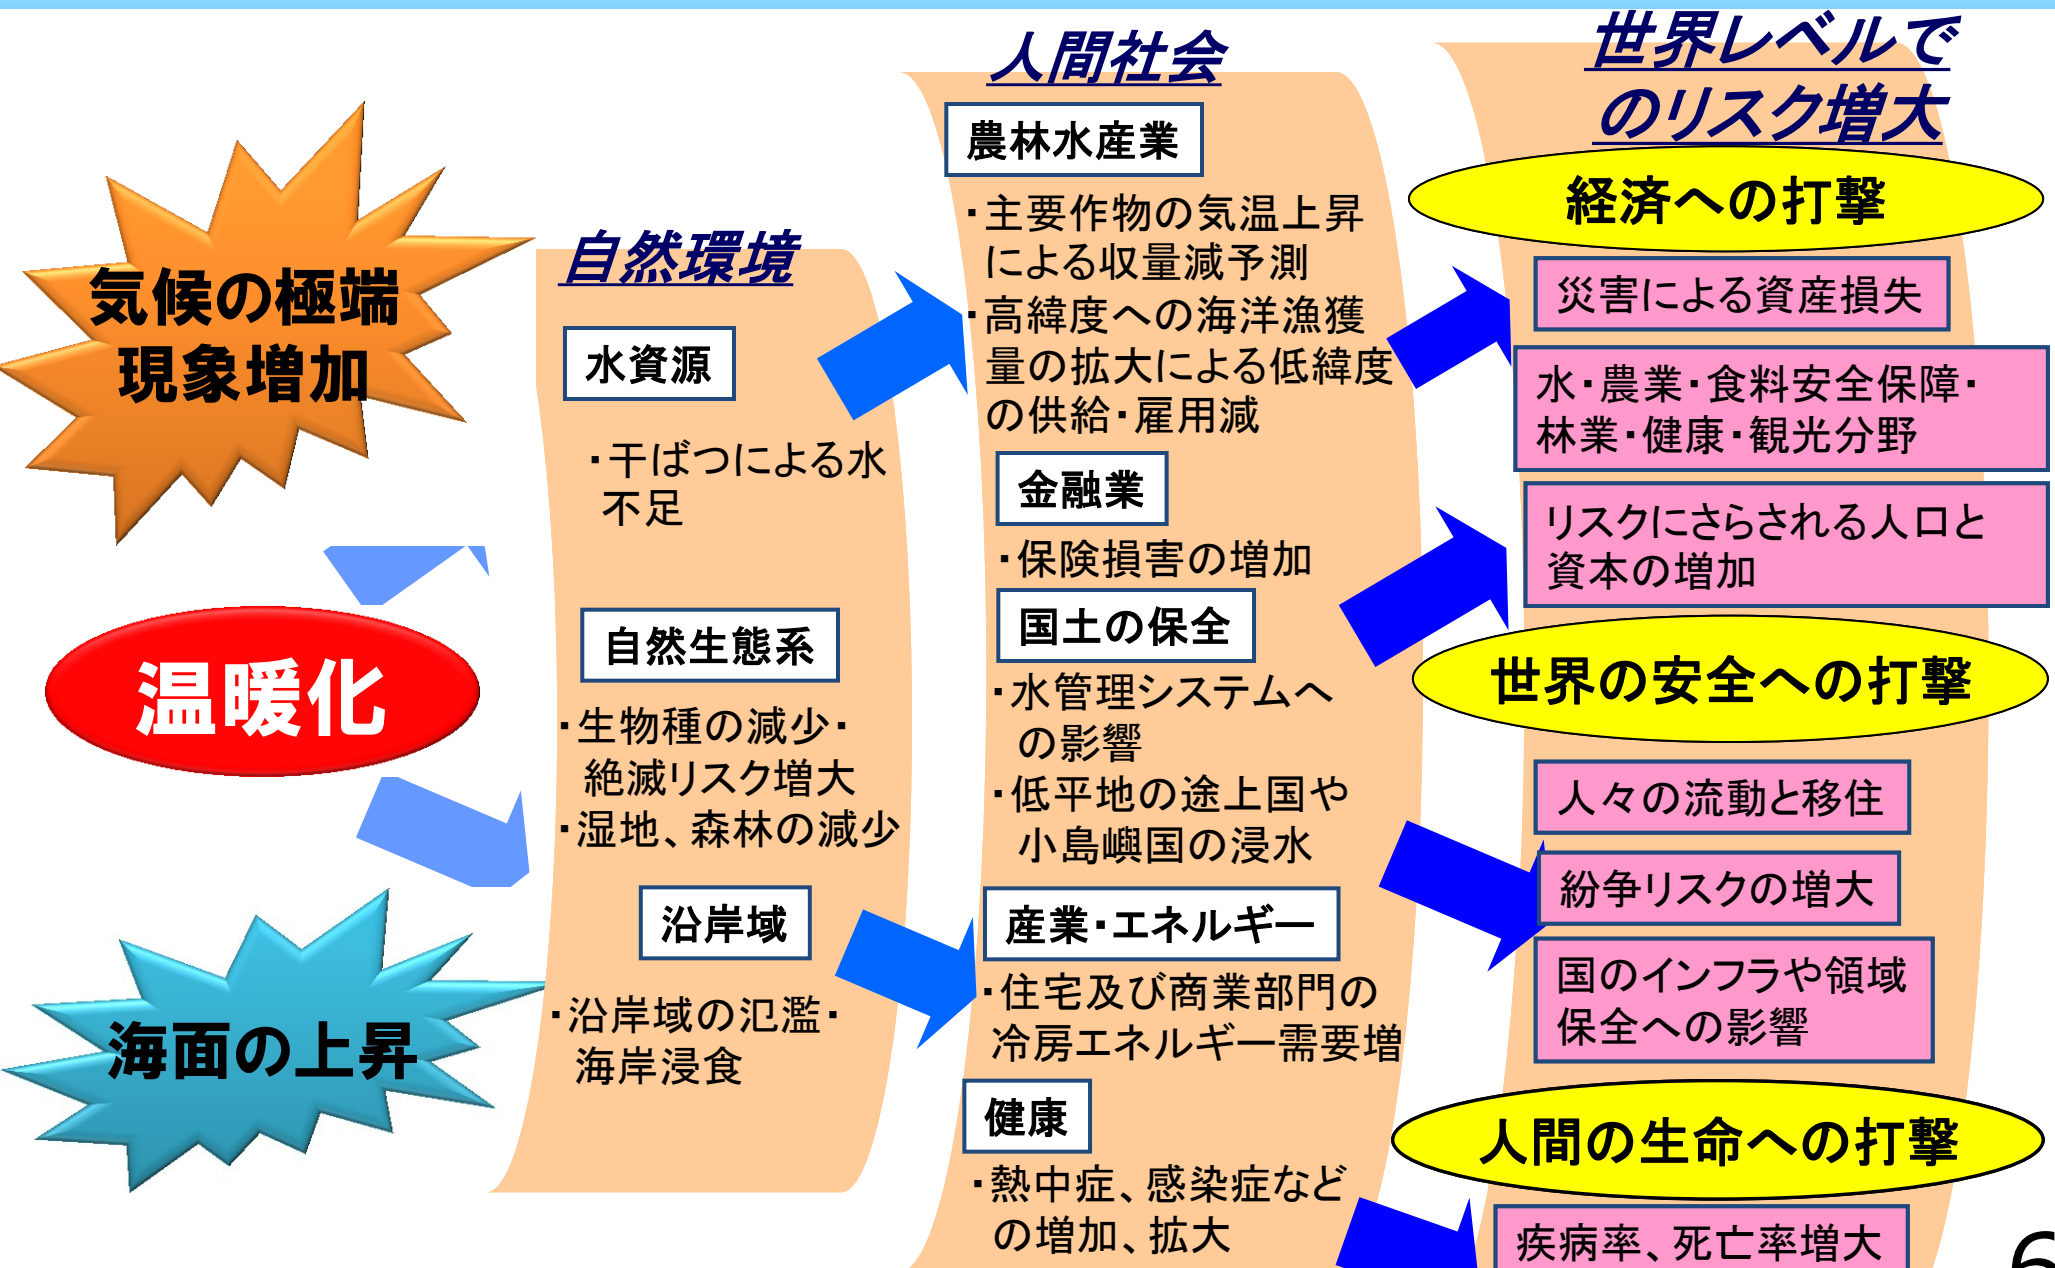 気候の極端
現象増加
温暖化
海面の上昇
自然環境
水資源
・干ばつによる水
不足
自然生態系
・生物種の減少・
絶滅リスク増大
・湿地、森林の減少
沿岸域
・沿岸域の氾濫・
海岸浸食
人間社会
農林水産業
・主要作物の気温上昇
による収量減予測
・高緯度への海洋漁獲
量の拡大による低緯度
の供給・雇用減
金融業
・保険損害の増加
国土の保全
・水管理システムへ
の影響
・低平地の途上国や
小島嶼国の浸水
産業・エネルギー
・住宅及び商業部門の
冷房エネルギー需要増
健康
・熱中症、感染症など
の増加、拡大
世界レベルで
のリスク増大
経済への打撃
災害による資産損失
水・農業・食料安全保障・
林業・健康・観光分野
リスクにさらされる人口と
資本の増加
世界の安全への打撃
人々の流動と移住
紛争リスクの増大
国のインフラや領域
保全への影響
人間の生命への打撃
疾病率、死亡率増大
6